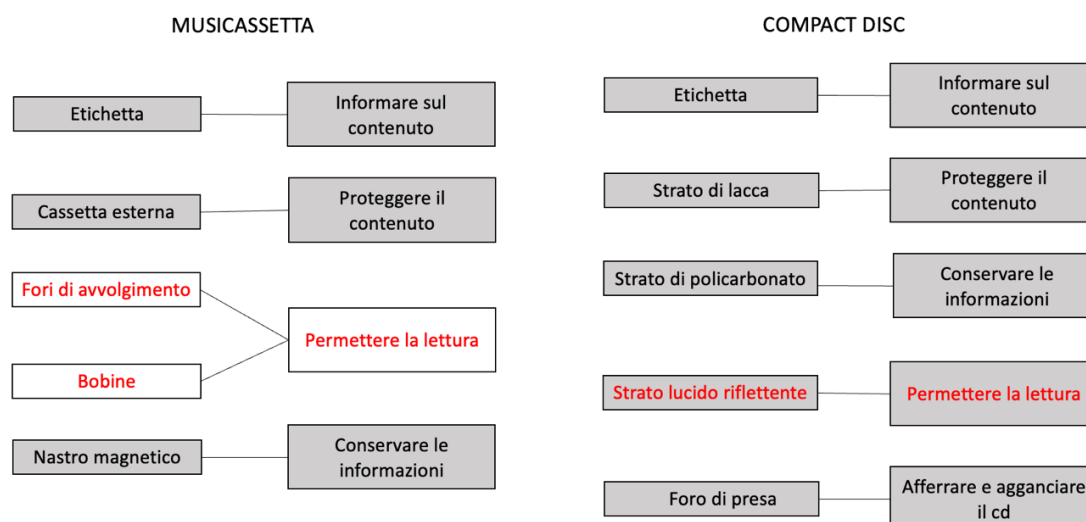 MUSICASSETTA
Etichetta
Informare sul
contenuto
Cassetta esterna
Proteggere il
contenuto
Fori di avvolgimento
Bobine
Permettere la lettura
Nastro magnetico
Conservare le
informazioni
COMPACT DISC
Etichetta
Informare sul
contenuto
Strato di lacca
Proteggere il
contenuto
Strato di policarbonato
Conservare le
informazioni
Strato lucido riflettente
Permettere la lettura
Foro di presa
Afferrare e agganciare
il cd